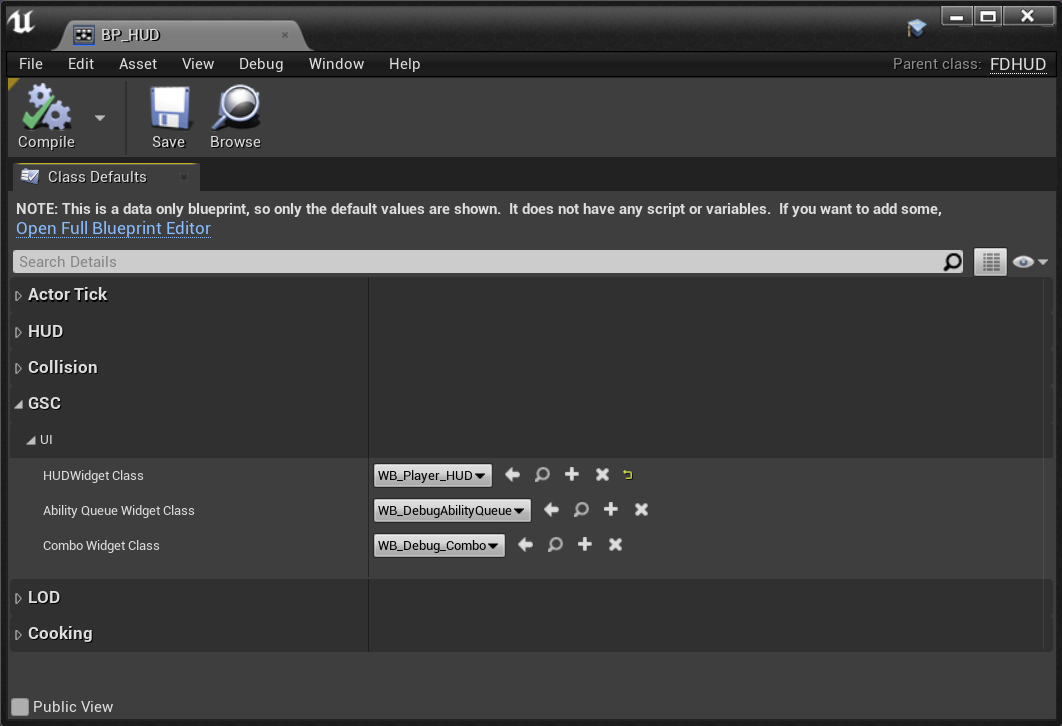 BP_HUD
File Edit Asset View Debug Window Help Parent class: FDHUD
Compile Save Browse
Class Defaults
NOTE: This is a data only blueprint, so only the default values are shown.  It does not have any script or variables.  If you want to add some,
Open Full Blueprint Editor
Search Details
Actor Tick
HUD
Collision
GSC
UI
HUDWidget Class WB_Player_HUD
Ability Queue Widget Class WB_DebugAbilityQueue
Combo Widget Class WB_Debug_Combo
LOD
Cooking
Public View